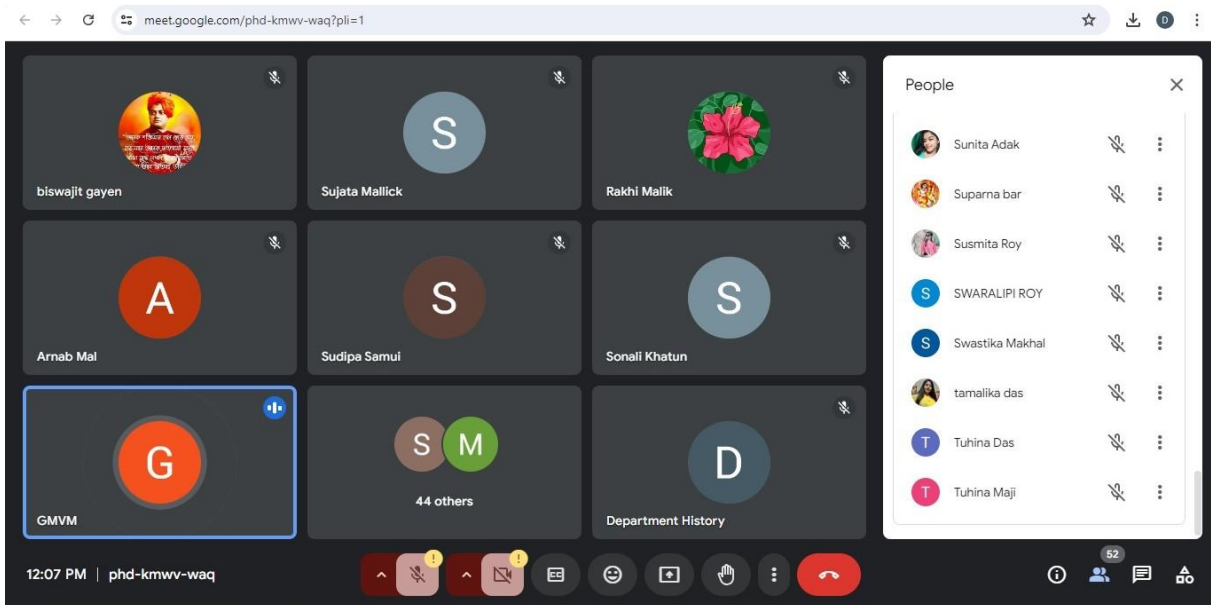 meet.google.com/phd-kmwv-waq?pli=1
D
biswajit gayen
S
Sujata Mallick
Rakhi Malik
A
Arnab Mal
S
Sudipa Samui
S
Sonali Khatun
G
GMVM
S M
44 others
D
Department History
People
Sunita Adak
Suparna bar
Susmita Roy
S SWARALIPI ROY
S Swastika Makhal
tamalika das
T Tuhina Das
T Tuhina Maji
12:07 PM | phd-kmwv-waq
CC
52